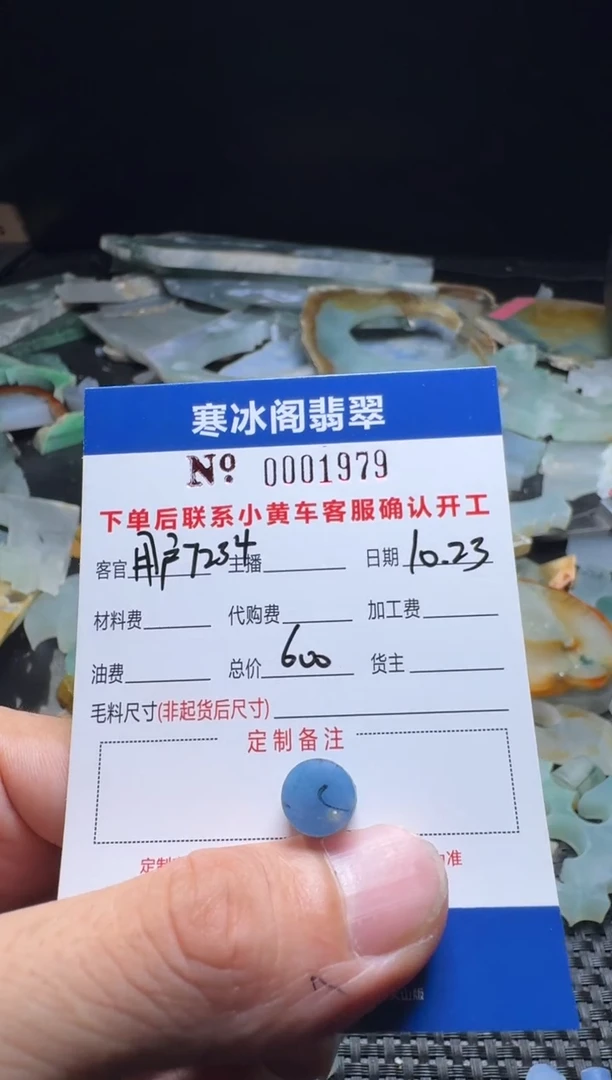 寒冰阁翡翠
Nº 0001979
下单后联系小黄车客服确认开工
客官 用户7234 主播 日期 10.23
材料费 代购费 加工费
油费 总价 600 货主
毛料尺寸(非起货后尺寸)
定制备注
定制 准